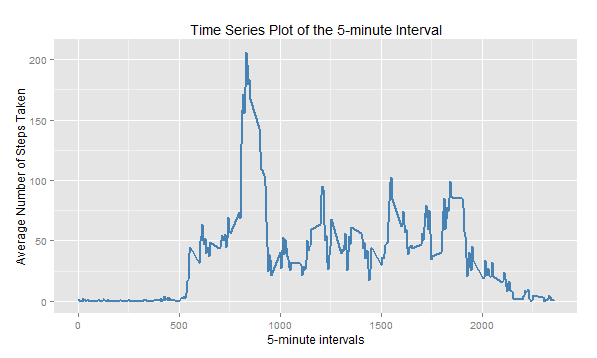 Time Series Plot of the 5-minute Interval
Average Number of Steps Taken
200
150
100
50
0
0 500 1000 1500 2000
5-minute intervals